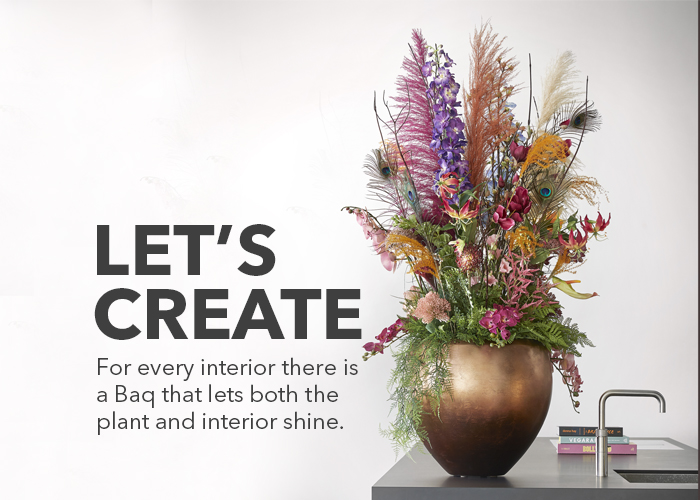 LET'S
CREATE
For every interior there is
a Baq that lets both the
plant and interior shine.